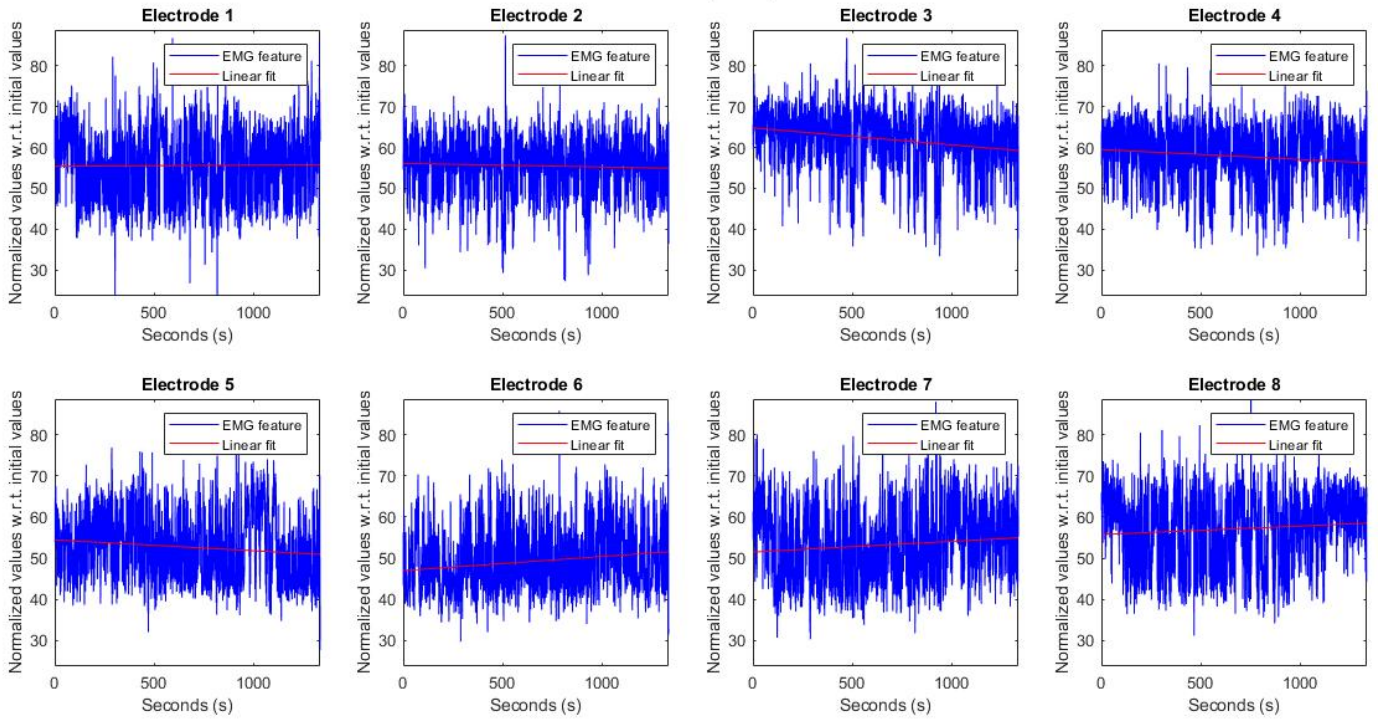 Electrode 1
Normalized values w.r.t. initial values
80
70
60
50
40
30
EMG feature
Linear fit
0
500
1000
Seconds (s)
Electrode 2
Normalized values w.r.t. initial values
80
70
60
50
40
30
EMG feature
Linear fit
0
500
1000
Seconds (s)
Electrode 3
Normalized values w.r.t. initial values
80
70
60
50
40
30
EMG feature
Linear fit
0
500
1000
Seconds (s)
Electrode 4
Normalized values w.r.t. initial values
80
70
60
50
40
30
EMG feature
Linear fit
0
500
1000
Seconds (s)
Electrode 5
Normalized values w.r.t. initial values
80
70
60
50
40
30
EMG feature
Linear fit
0
500
1000
Seconds (s)
Electrode 6
Normalized values w.r.t. initial values
80
70
60
50
40
30
EMG feature
Linear fit
0
500
1000
Seconds (s)
Electrode 7
Normalized values w.r.t. initial values
80
70
60
50
40
30
EMG feature
Linear fit
0
500
1000
Seconds (s)
Electrode 8
Normalized values w.r.t. initial values
80
70
60
50
40
30
EMG feature
Linear fit
0
500
1000
Seconds (s)